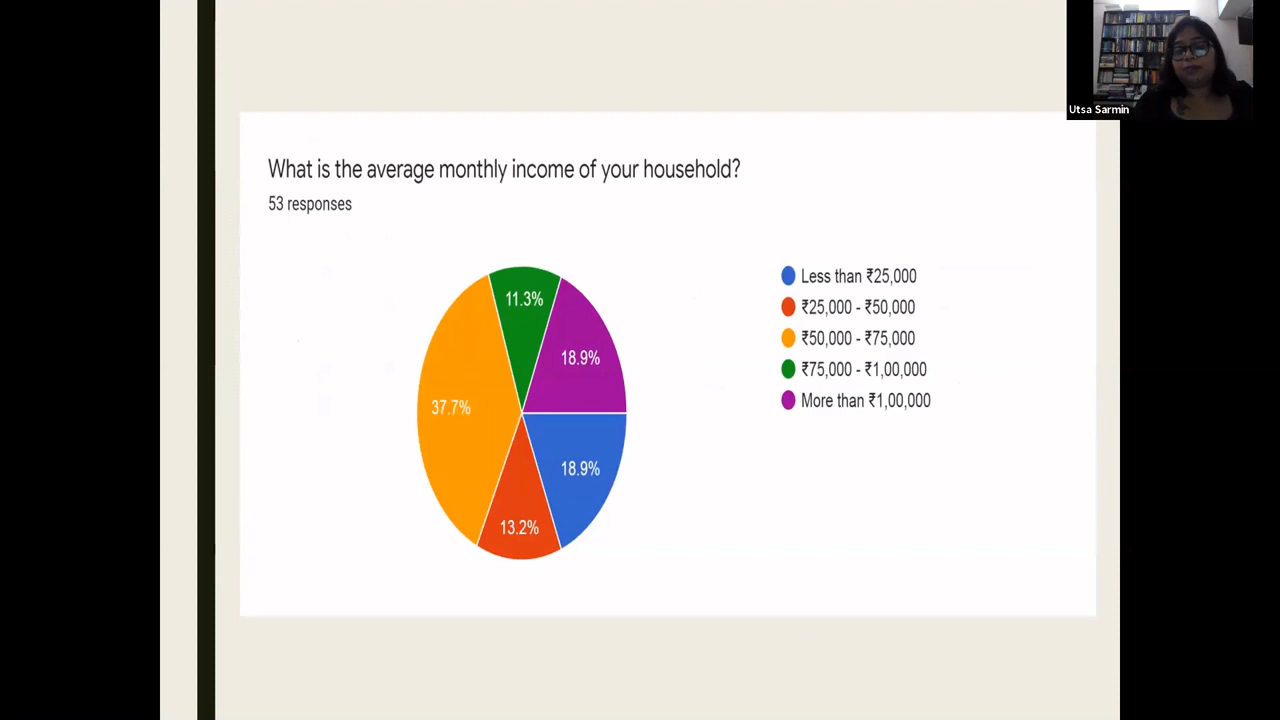 Utsa Sarmin
What is the average monthly income of your household?
53 responses
11.3%
18.9%
37.7%
18.9%
13.2%
Less than ₹25,000
₹25,000 - ₹50,000
₹50,000 - ₹75,000
₹75,000 - ₹1,00,000
More than ₹1,00,000